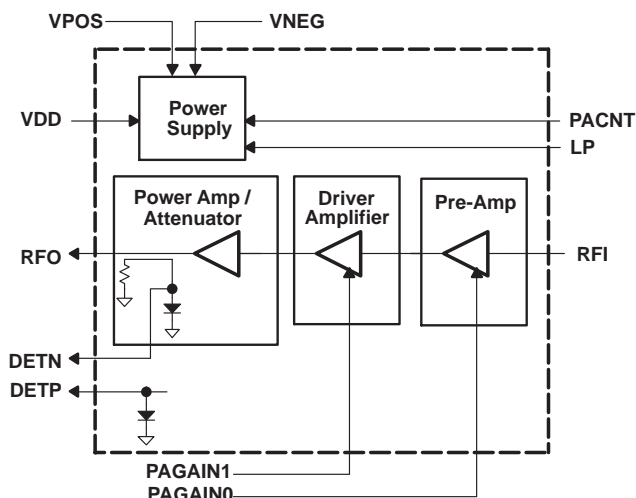 VPOS
VNEG
Power
Supply
VDD
PACNT
LP
Power Amp /
Attenuator
Driver
Amplifier
Pre-Amp
RFO
RFI
DETN
DETP
PAGAIN1
PAGAIN0